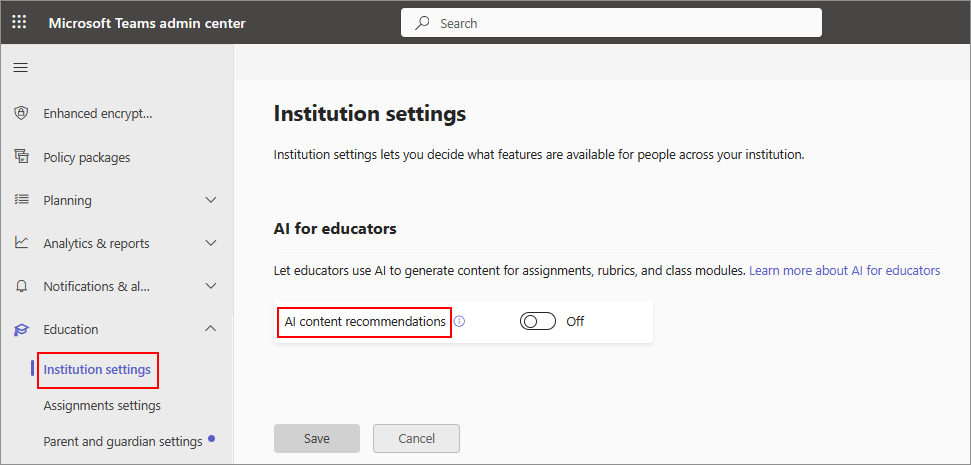 Microsoft Teams admin center
Search
Enhanced encrypt...
Policy packages
Planning
Analytics & reports
Notifications & al...
Education
Institution settings
Assignments settings
Parent and guardian settings
Institution settings
Institution settings lets you decide what features are available for people across your institution.
AI for educators
Let educators use AI to generate content for assignments, rubrics, and class modules. Learn more about AI for educators
AI content recommendations Off
Save Cancel